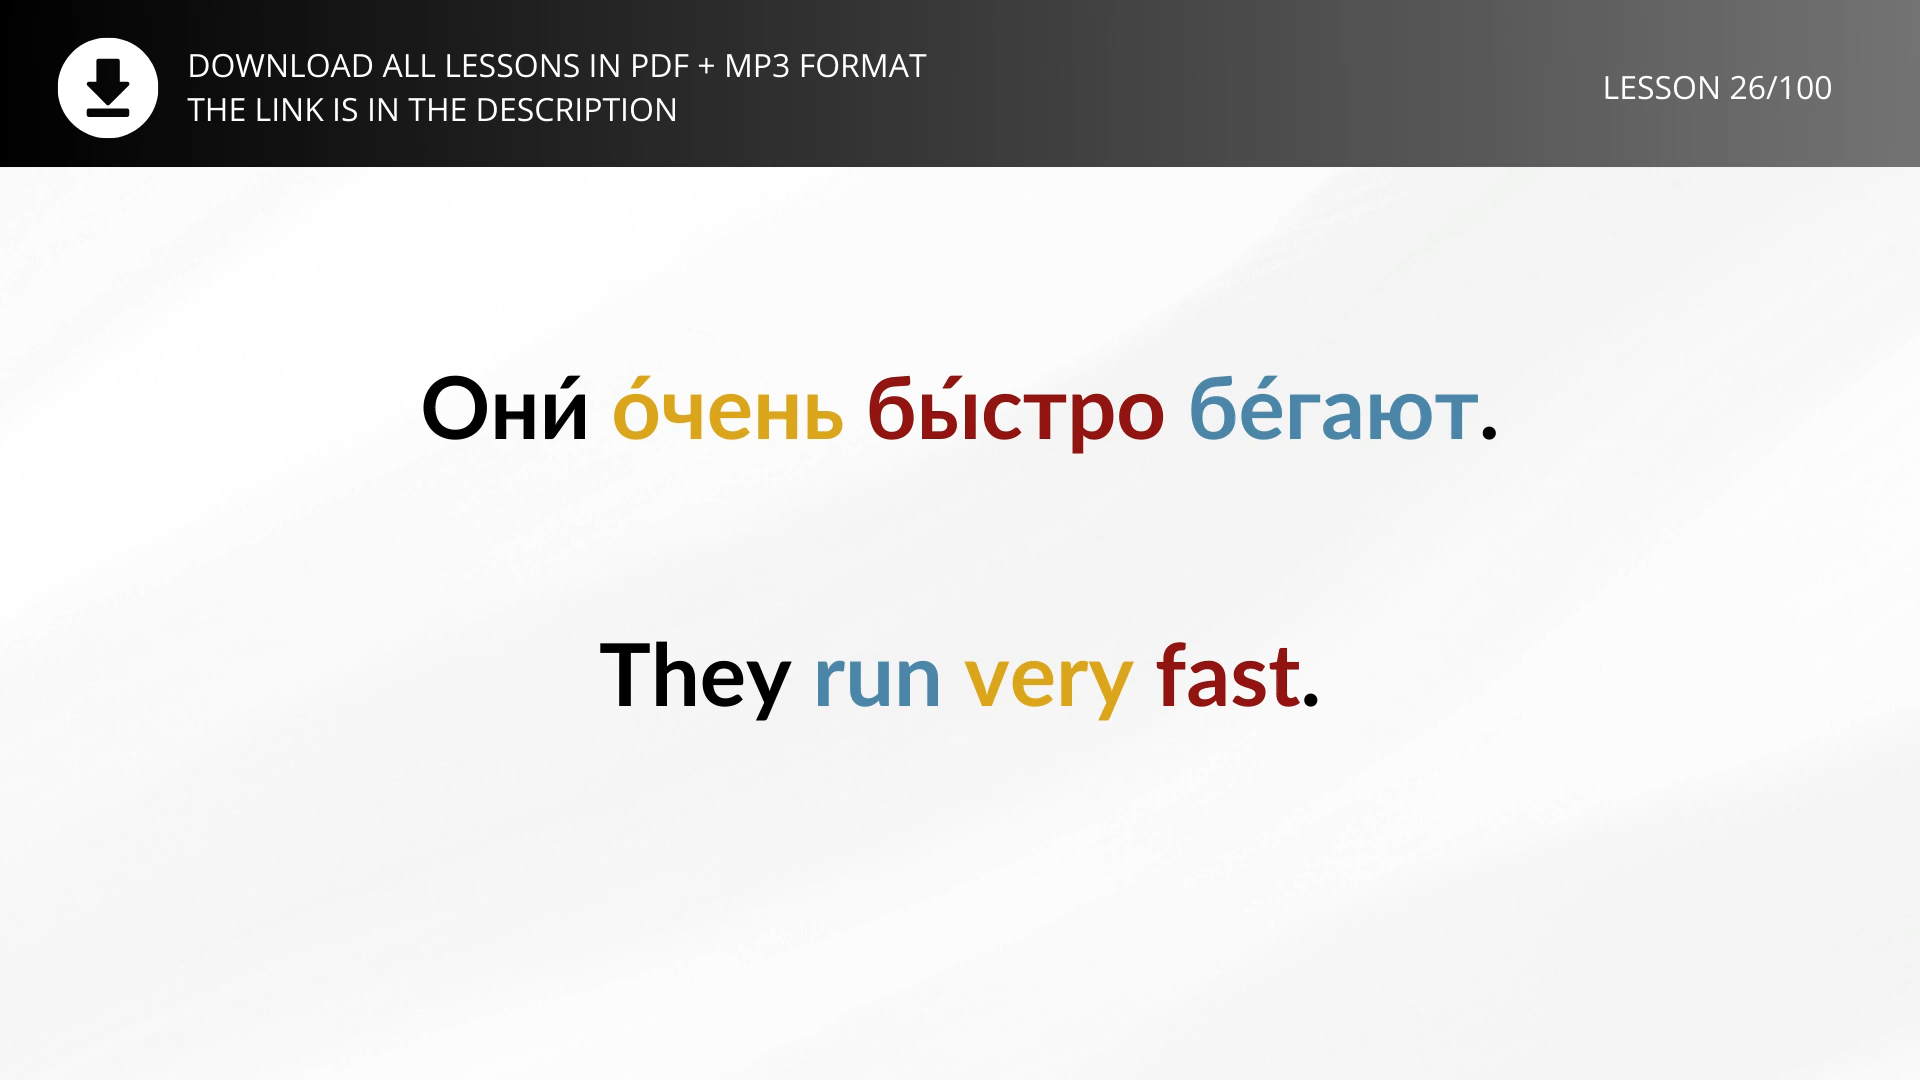 DOWNLOAD ALL LESSONS IN PDF + MP3 FORMAT
THE LINK IS IN THE DESCRIPTION
LESSON 26/100
Они́ о́чень бы́стро бе́гают.
They run very fast.